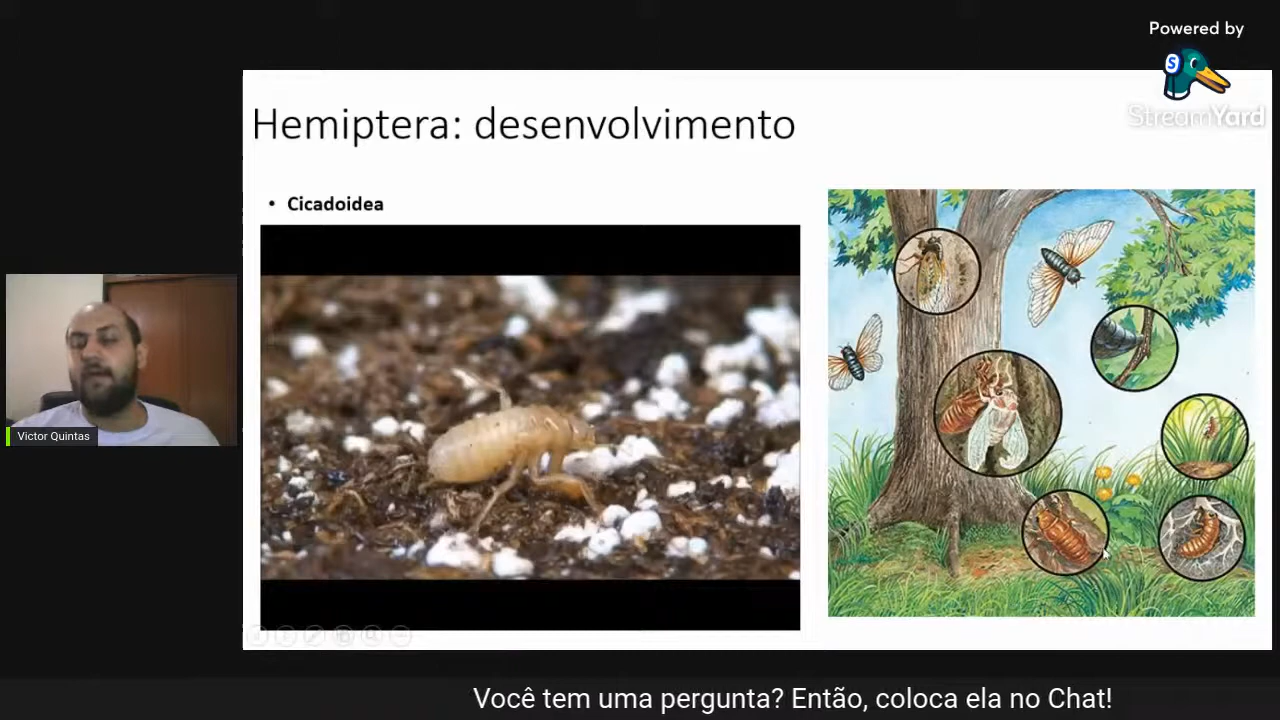 Powered by
S
StreamYard
Hemiptera: desenvolvimento
• Cicadoidea
Victor Quintas
Você tem uma pergunta? Então, coloca ela no Chat!